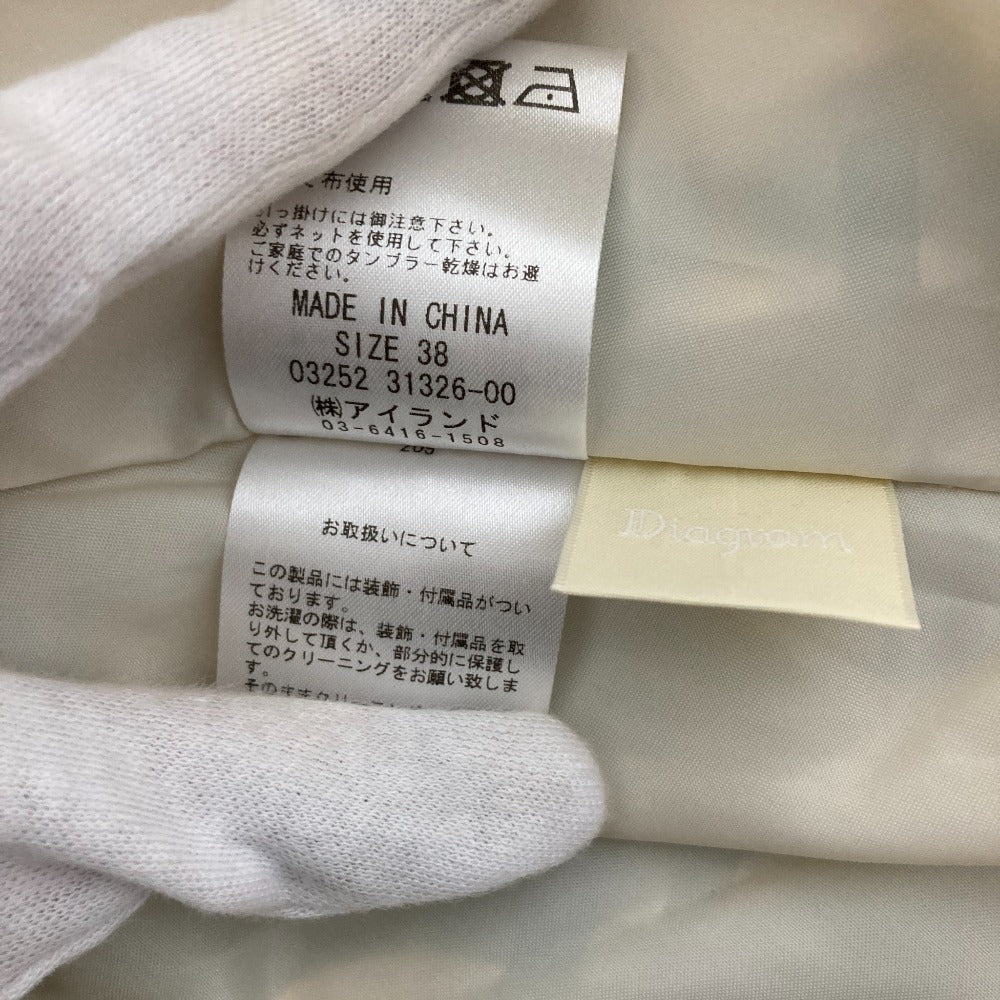 て布使用
引っ掛けには御注意下さい。
必ずネットを使用して下さい。
ご家庭でのタンブラー乾燥はお避
けください。
MADE IN CHINA
SIZE 38
03252 31326-00
㈱アイランド
03-6416-1508
209
お取扱いについて
この製品には装飾・付属品がつい
ております。
お洗濯の際は、装飾・付属品を取
り外して頂くか、部分的に保護し
てのクリーニングをお願い致しま
す。
そのまま
Diagram